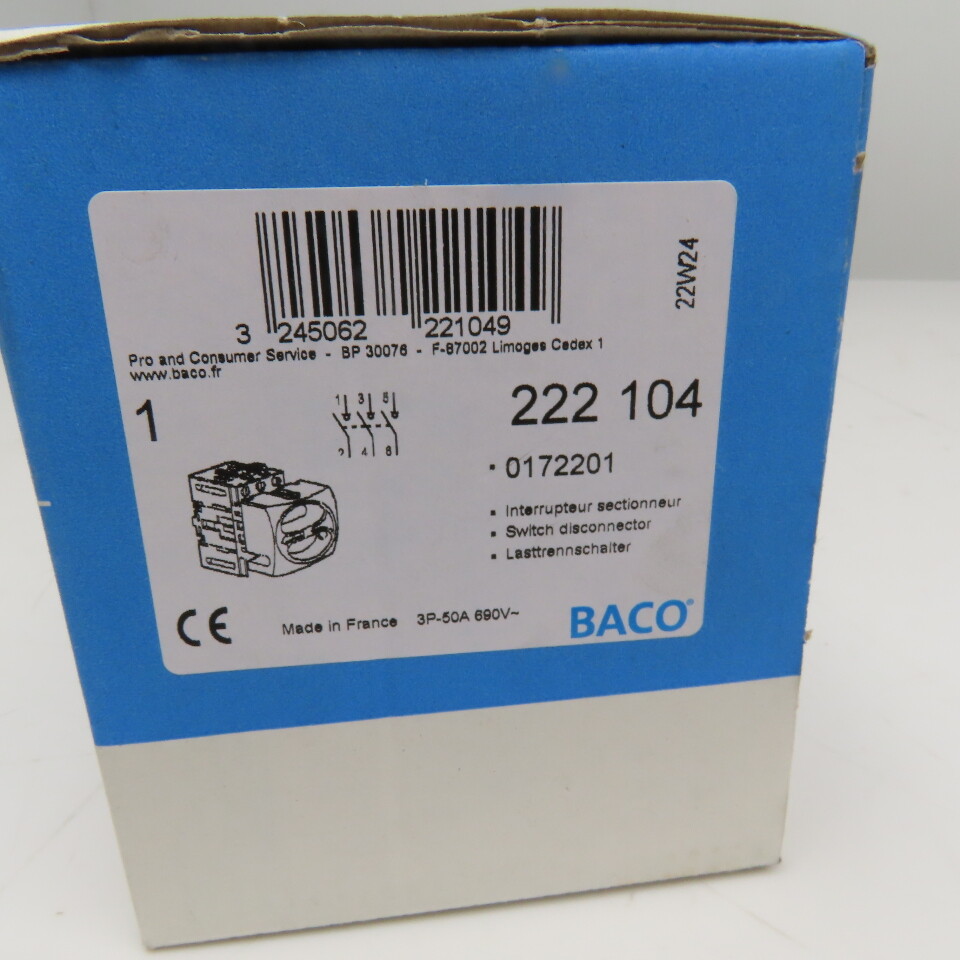 22W24
3 245062 221049
Pro and Consumer Service - BP 30076 - F-87002 Limoges Cedex 1
www.baco.fr
1
1 3 5
2 4 6
222 104
▪ 0172201
▪ Interrupteur sectionneur
▪ Switch disconnector
▪ Lasttrennschalter
CE
Made in France 3P-50A 690V~
BACO®